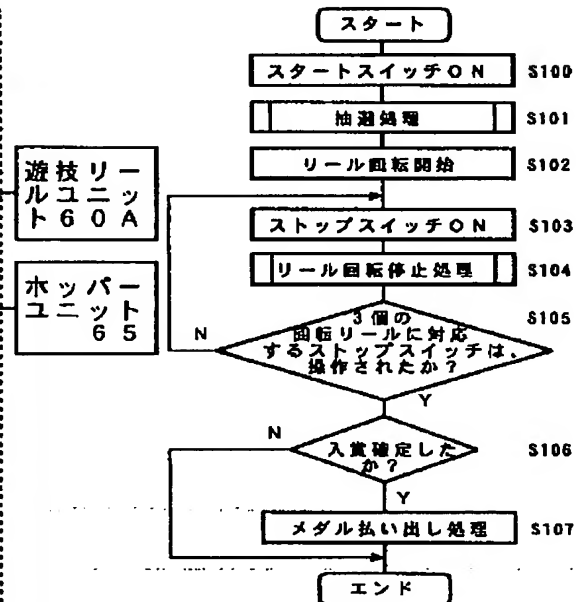 スタート
スタートスイッチON S100
抽選処理 S101
リール回転開始 S102
ストップスイッチON S103
リール回転停止処理 S104
3個の
回転リールに対応
するストップスイッチは、
操作されたか?
S105
N
Y
入賞確定した
か?
S106
N
Y
メダル払い出し処理 S107
エンド
遊技リー
ルユニッ
ト60A
ホッパー
ユニット
65